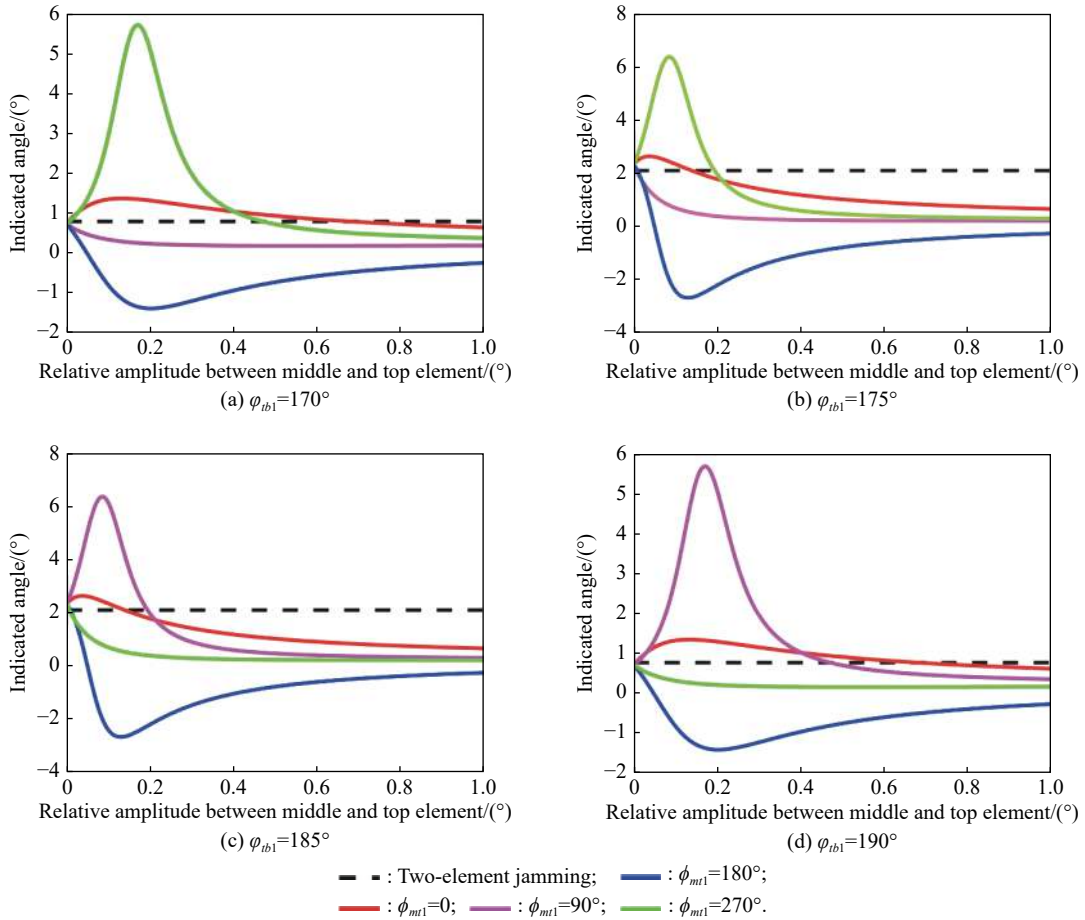 6
5
4
3
2
1
0
−1
−2
Indicated angle/(°)
0 0.2 0.4 0.6 0.8 1.0
Relative amplitude between middle and top element/(°)
(a) φtb1=170°
8
6
4
2
0
−2
−4
Indicated angle/(°)
0 0.2 0.4 0.6 0.8 1.0
Relative amplitude between middle and top element/(°)
(b) φtb1=175°
8
6
4
2
0
−2
−4
Indicated angle/(°)
0 0.2 0.4 0.6 0.8 1.0
Relative amplitude between middle and top element/(°)
(c) φtb1=185°
6
5
4
3
2
1
0
−1
−2
Indicated angle/(°)
0 0.2 0.4 0.6 0.8 1.0
Relative amplitude between middle and top element/(°)
(d) φtb1=190°
: Two-element jamming; : ϕmt1=180°;
: ϕmt1=0; : ϕmt1=90°; : ϕmt1=270°.